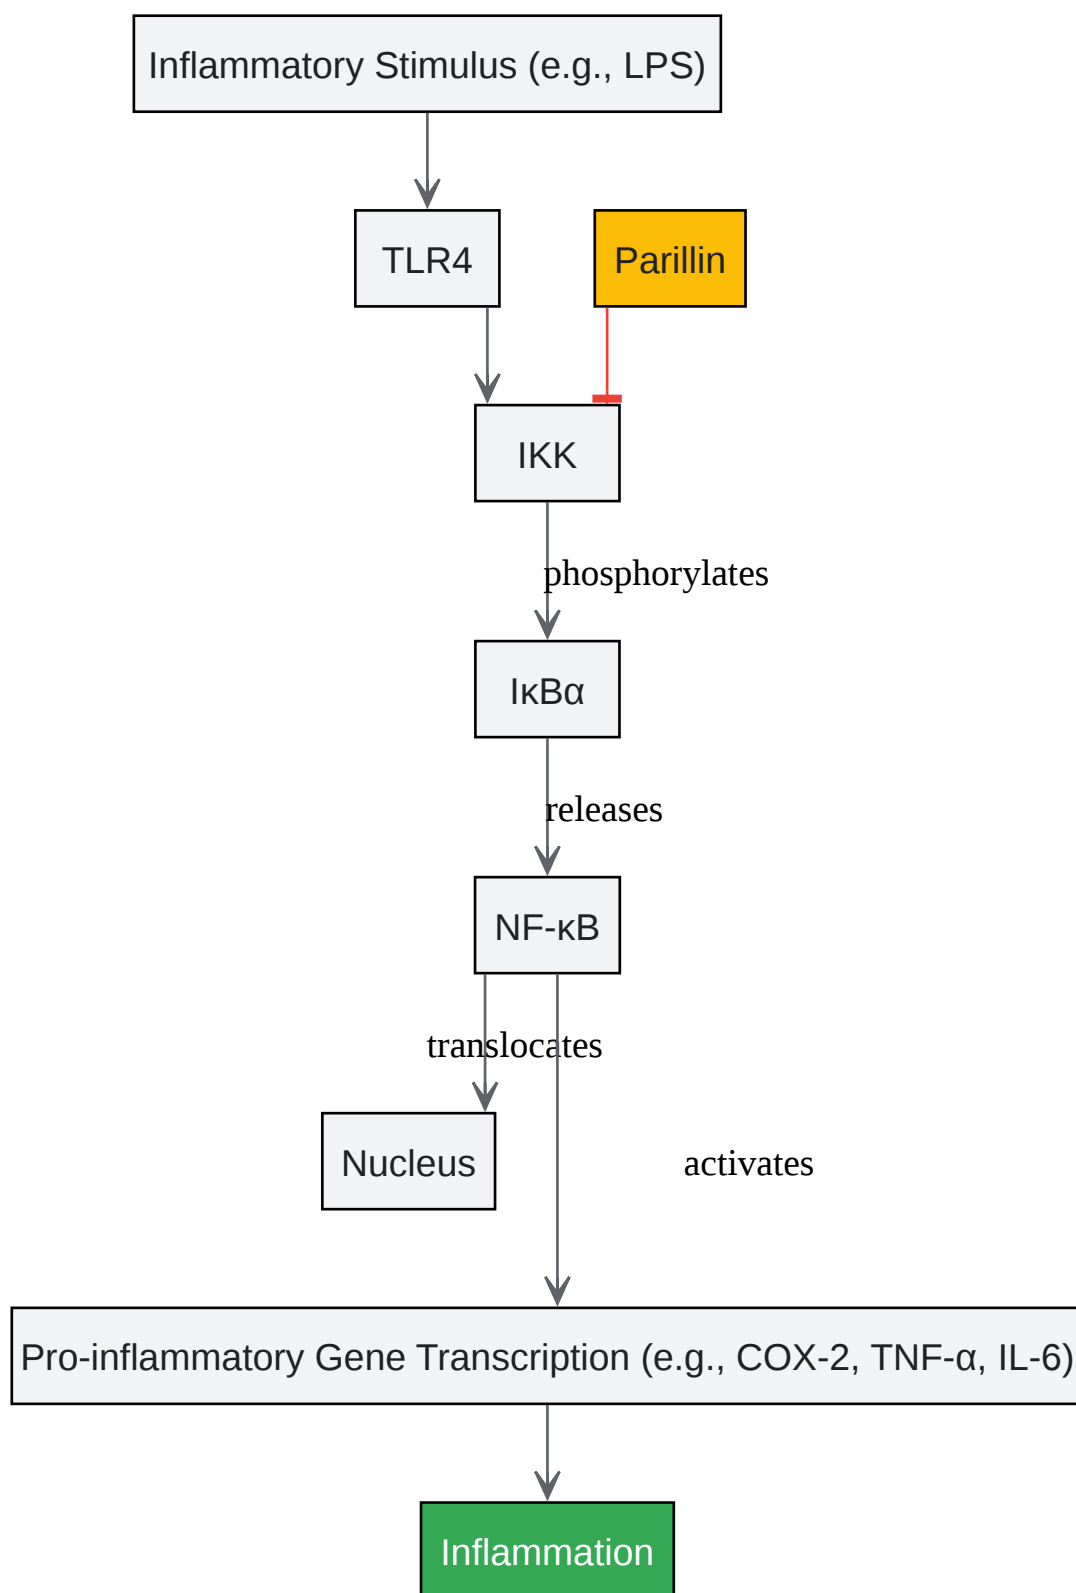 Inflammatory Stimulus (e.g., LPS)
TLR4
Parillin
IKK
phosphorylates
IκBα
releases
NF-κB
translocates
Nucleus
activates
Pro-inflammatory Gene Transcription (e.g., COX-2, TNF-α, IL-6)
Inflammation